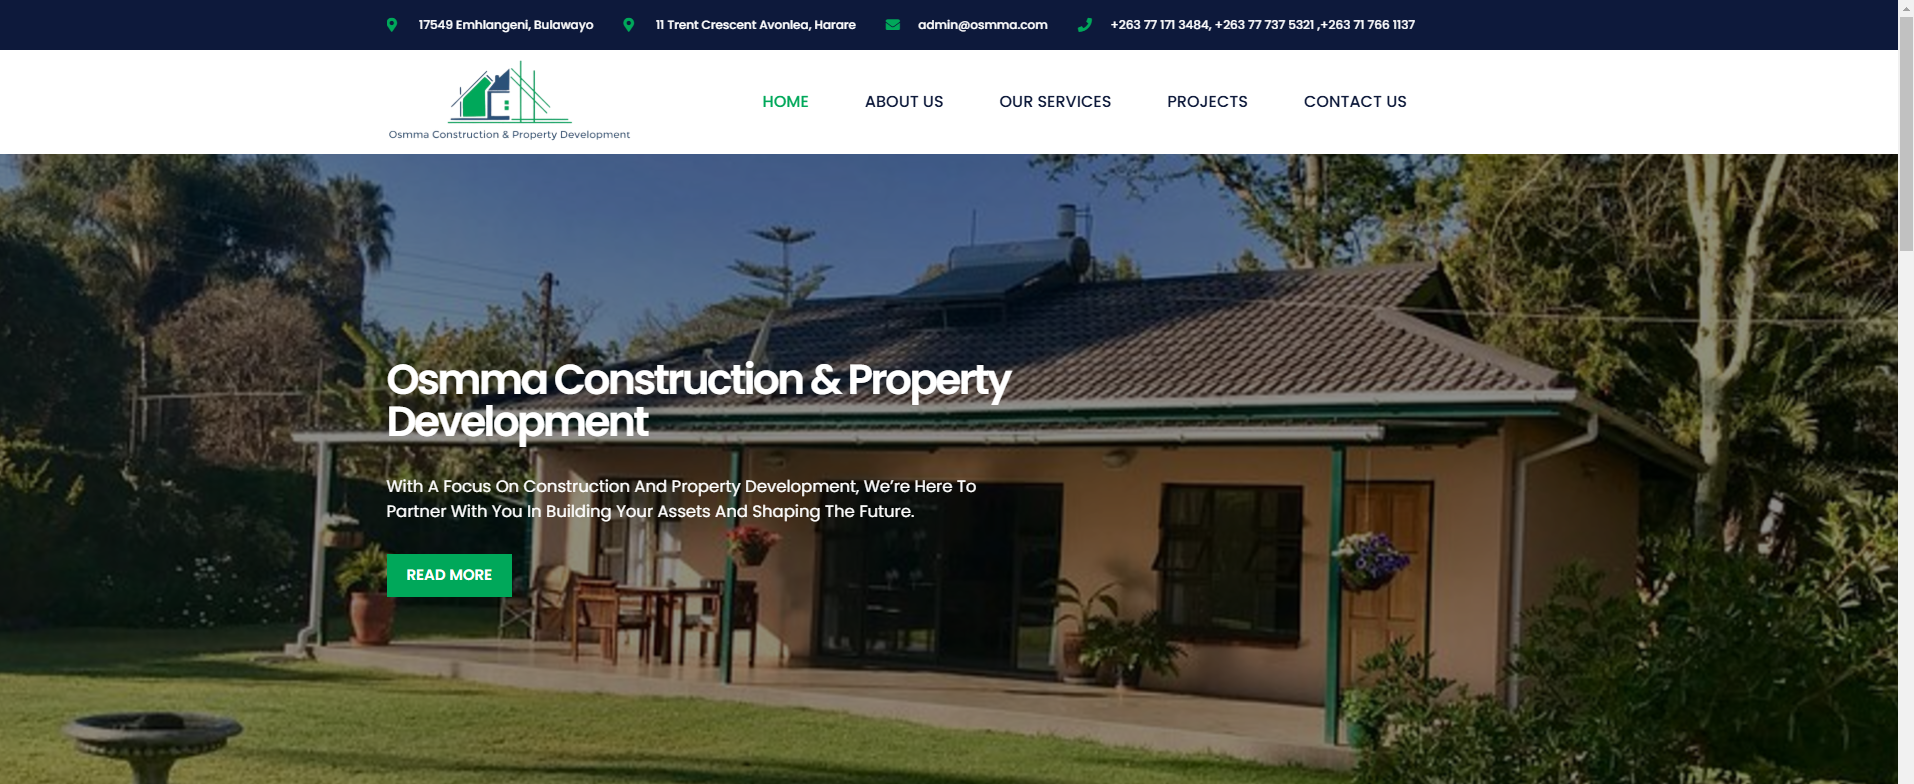 17549 Emhlangeni, Bulawayo 11 Trent Crescent Avonlea, Harare admin@osmma.com +263 77 171 3484, +263 77 737 5321 ,+263 71 766 1137
Osmma Construction & Property Development
HOME ABOUT US OUR SERVICES PROJECTS CONTACT US
Osmma Construction & Property
Development
With A Focus On Construction And Property Development, We’re Here To
Partner With You In Building Your Assets And Shaping The Future.
READ MORE